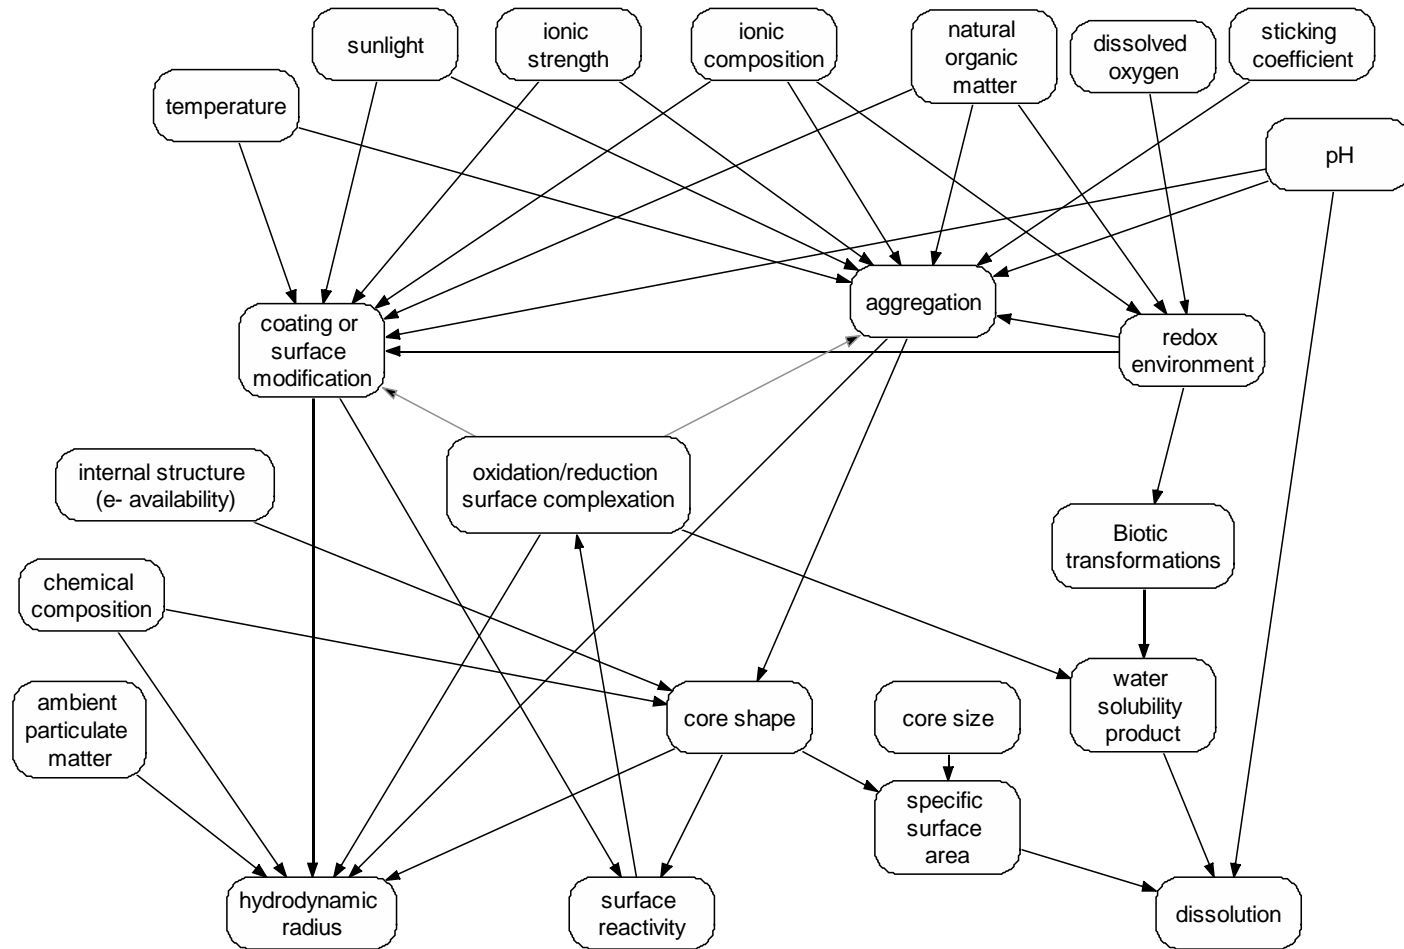 sunlight
ionic
strength
ionic
composition
natural
organic
matter
dissolved
oxygen
sticking
coefficient
temperature
pH
aggregation
coating or
surface
modification
redox
environment
internal structure
(e- availability)
oxidation/reduction
surface complexation
Biotic
transformations
chemical
composition
ambient
particulate
matter
core shape
core size
water
solubility
product
specific
surface
area
hydrodynamic
radius
surface
reactivity
dissolution